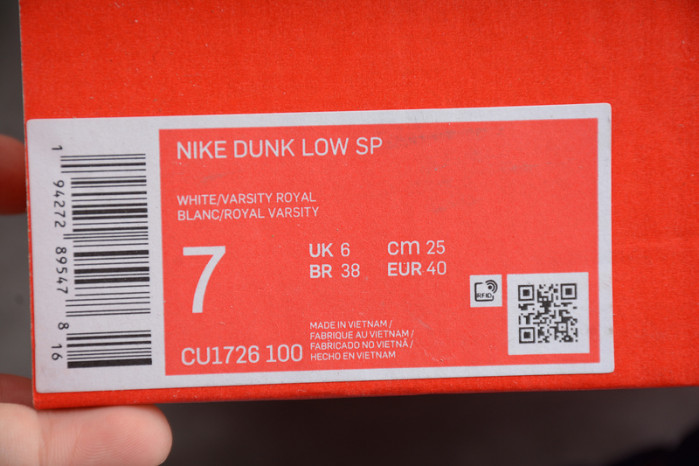 NIKE DUNK LOW SP
WHITE/VARSITY ROYAL
BLANC/ROYAL VARSITY
7
UK 6 cm 25
BR 38 EUR 40
RFID
MADE IN VIETNAM /
FABRIQUE AU VIETNAM /
FABRICADO NO VIETNÃ /
HECHO EN VIETNAM
CU1726 100
1 94272 89547 8 16